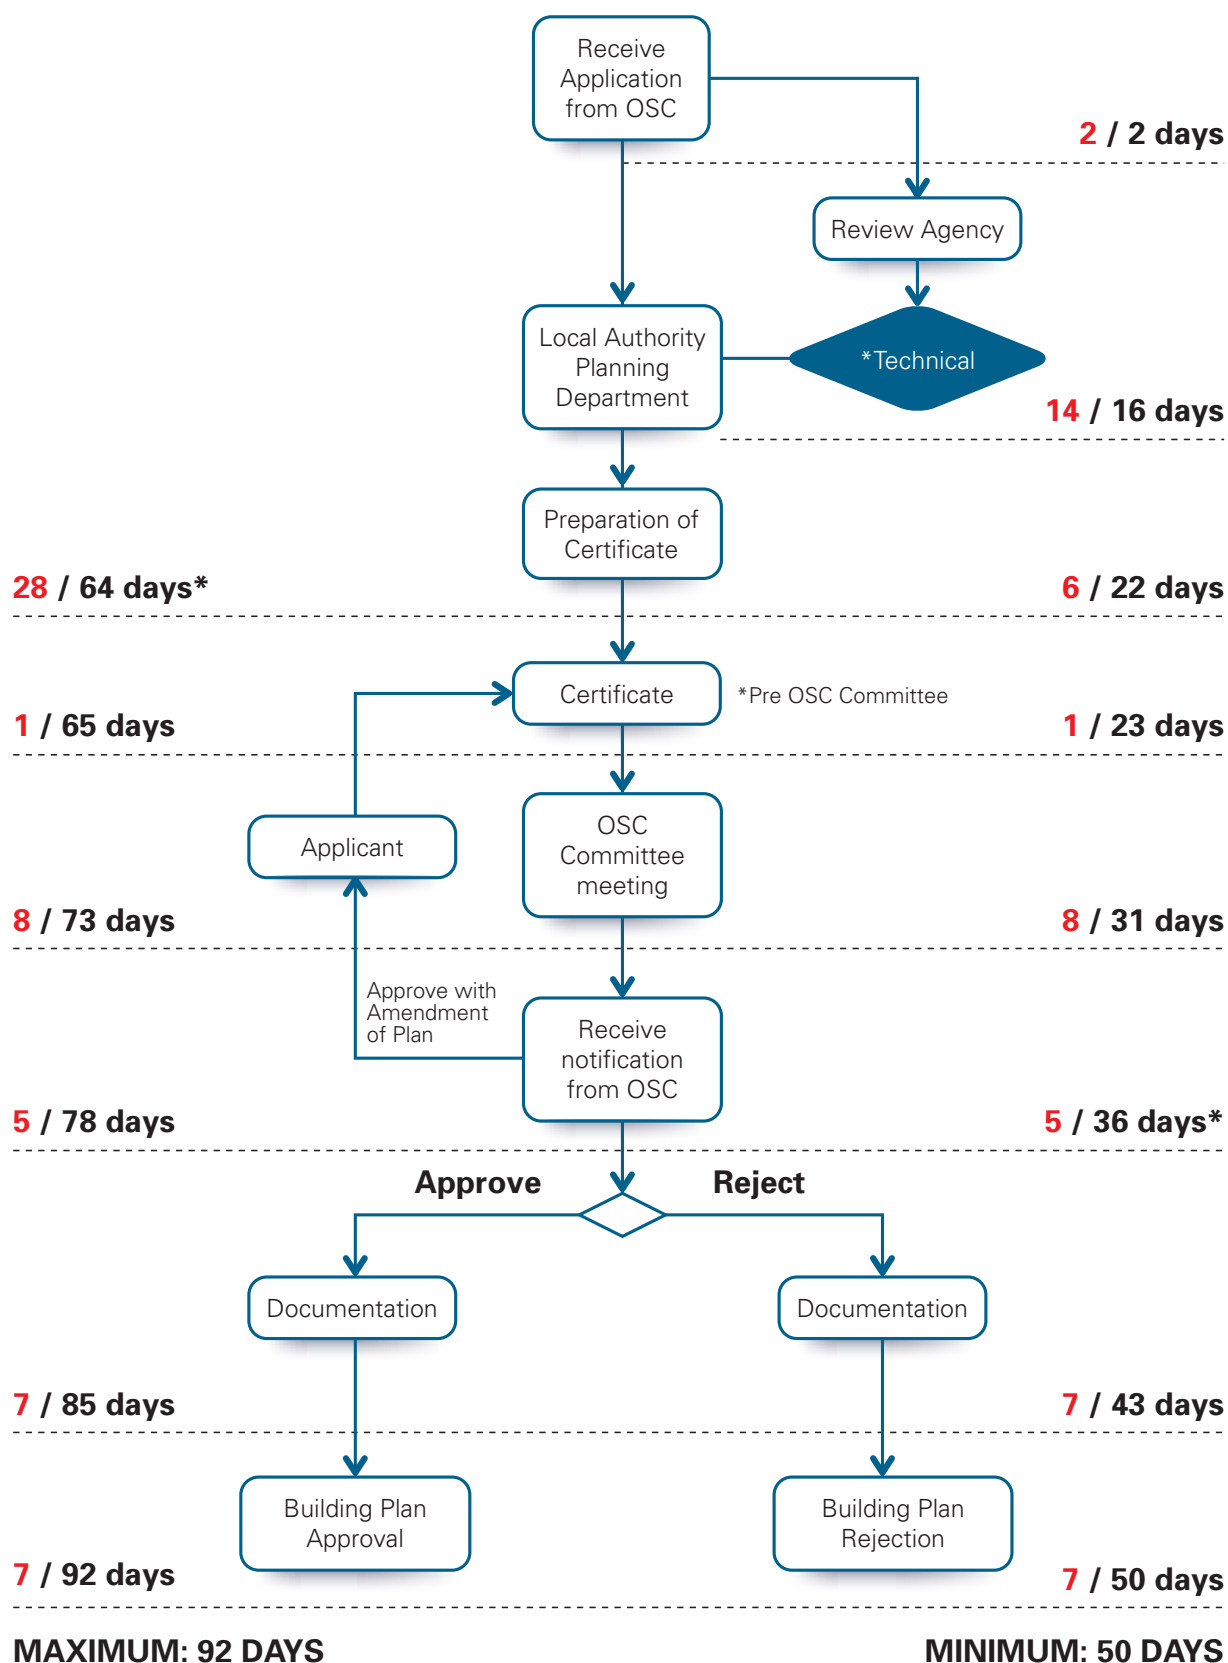 Receive
Application
from OSC
2 / 2 days
Review Agency
Local Authority
Planning
Department
*Technical
14 / 16 days
Preparation of
Certificate
28 / 64 days*
6 / 22 days
Certificate
*Pre OSC Committee
1 / 65 days
1 / 23 days
Applicant
OSC
Committee
meeting
8 / 73 days
8 / 31 days
Approve with
Amendment
of Plan
Receive
notification
from OSC
5 / 78 days
5 / 36 days*
Approve
Reject
Documentation
Documentation
7 / 85 days
7 / 43 days
Building Plan
Approval
Building Plan
Rejection
7 / 92 days
7 / 50 days
MAXIMUM: 92 DAYS
MINIMUM: 50 DAYS